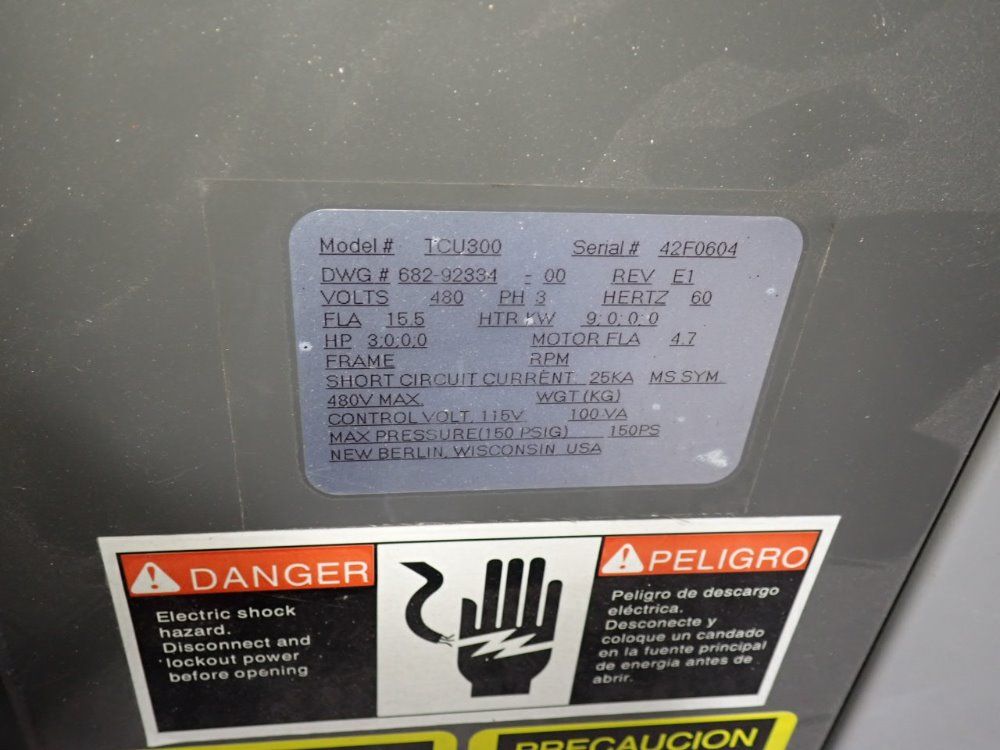 Model # TCU300 Serial # 42F0604
DWG # 682-92334 - 00 REV E1
VOLTS 480 PH 3 HERTZ 60
FLA 15.5 HTR KW 9;0;0;0
HP 3;0;0;0 MOTOR FLA 4.7
FRAME RPM
SHORT CIRCUIT CURRENT 25KA MS SYM
480V MAX. WGT (KG)
CONTROL VOLT. 115V 100 VA
MAX PRESSURE(150 PSIG) 150PS
NEW BERLIN, WISCONSIN USA
DANGER
Electric shock
hazard.
Disconnect and
lockout power
before opening
PELIGRO
Peligro de descargo
eléctrica.
Desconecte y
coloque un candado
en la fuente principal
de energia antes de
abrir.
PRECAUCION